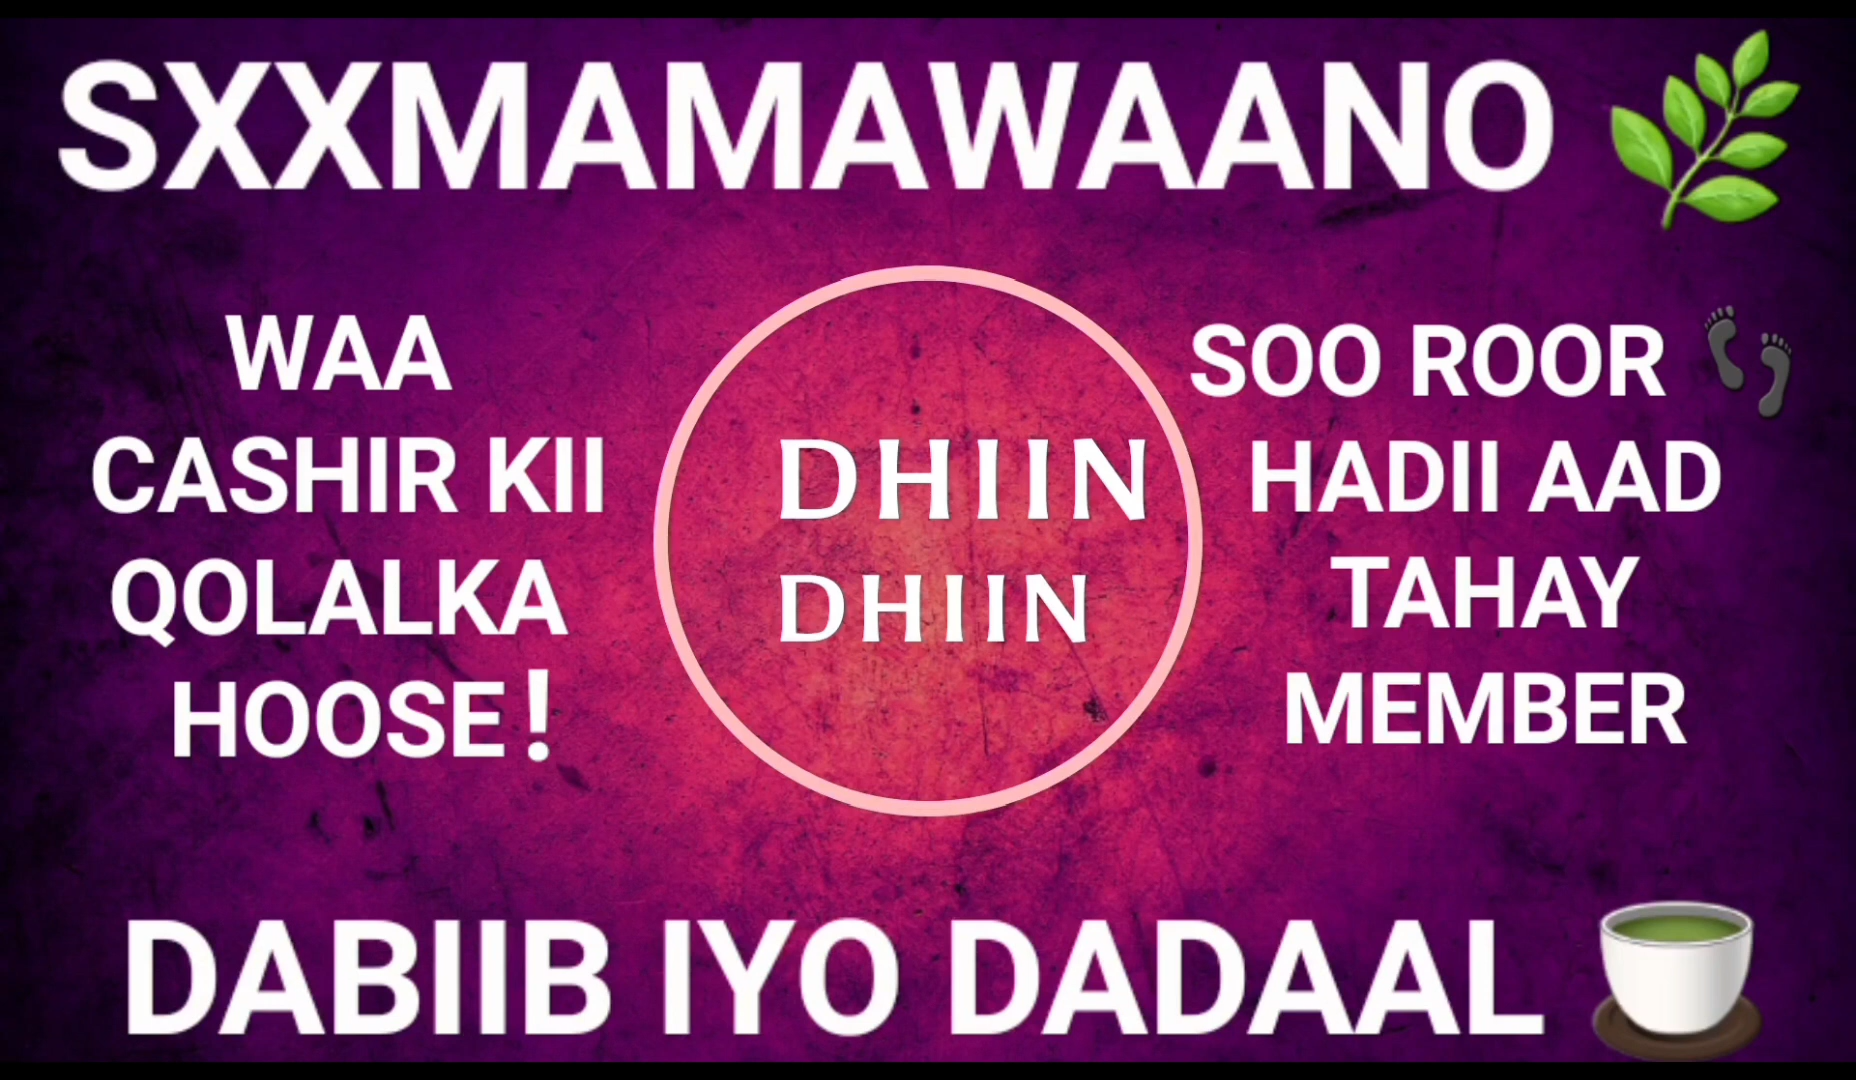 SXXMAMAWAANO 🌿
WAA
CASHIR KII
QOLALKA
HOOSE!
DHIIN
DHIIN
SOO ROOR 👣
HADII AAD
TAHAY
MEMBER
DABIIB IYO DADAAL 🍵